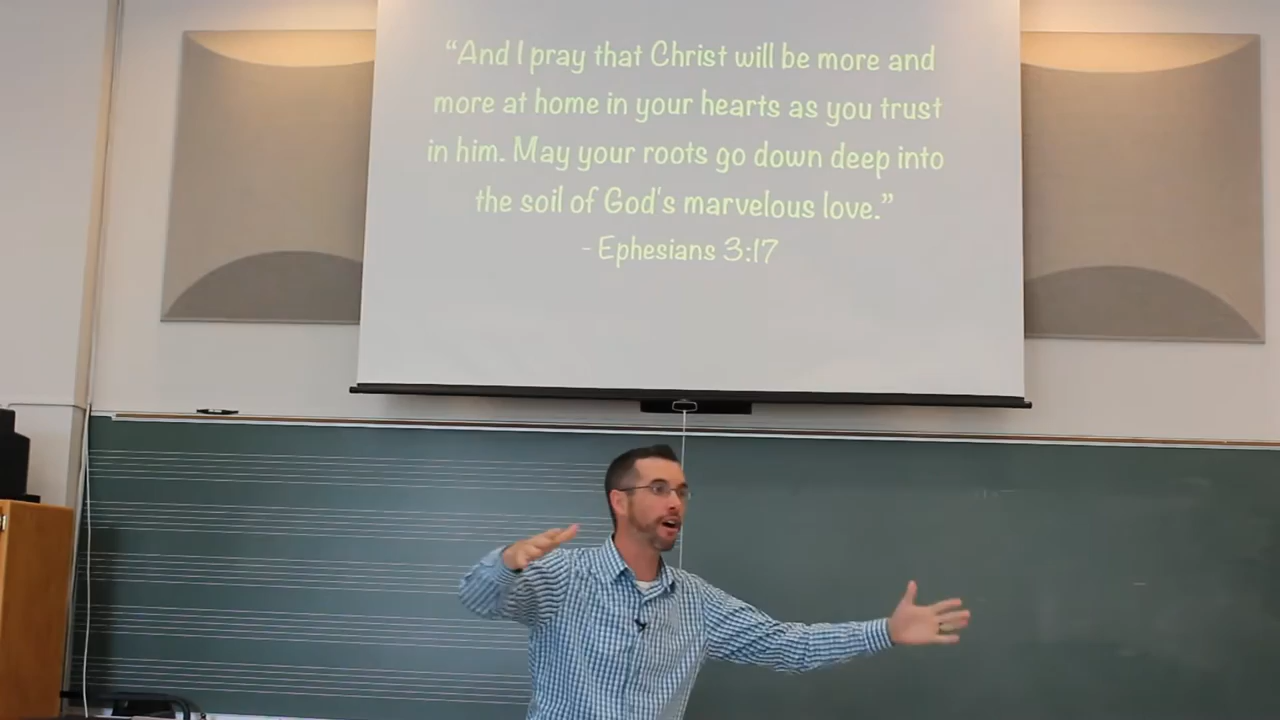 “And I pray that Christ will be more and
more at home in your hearts as you trust
in him. May your roots go down deep into
the soil of God's marvelous love.”
- Ephesians 3:17